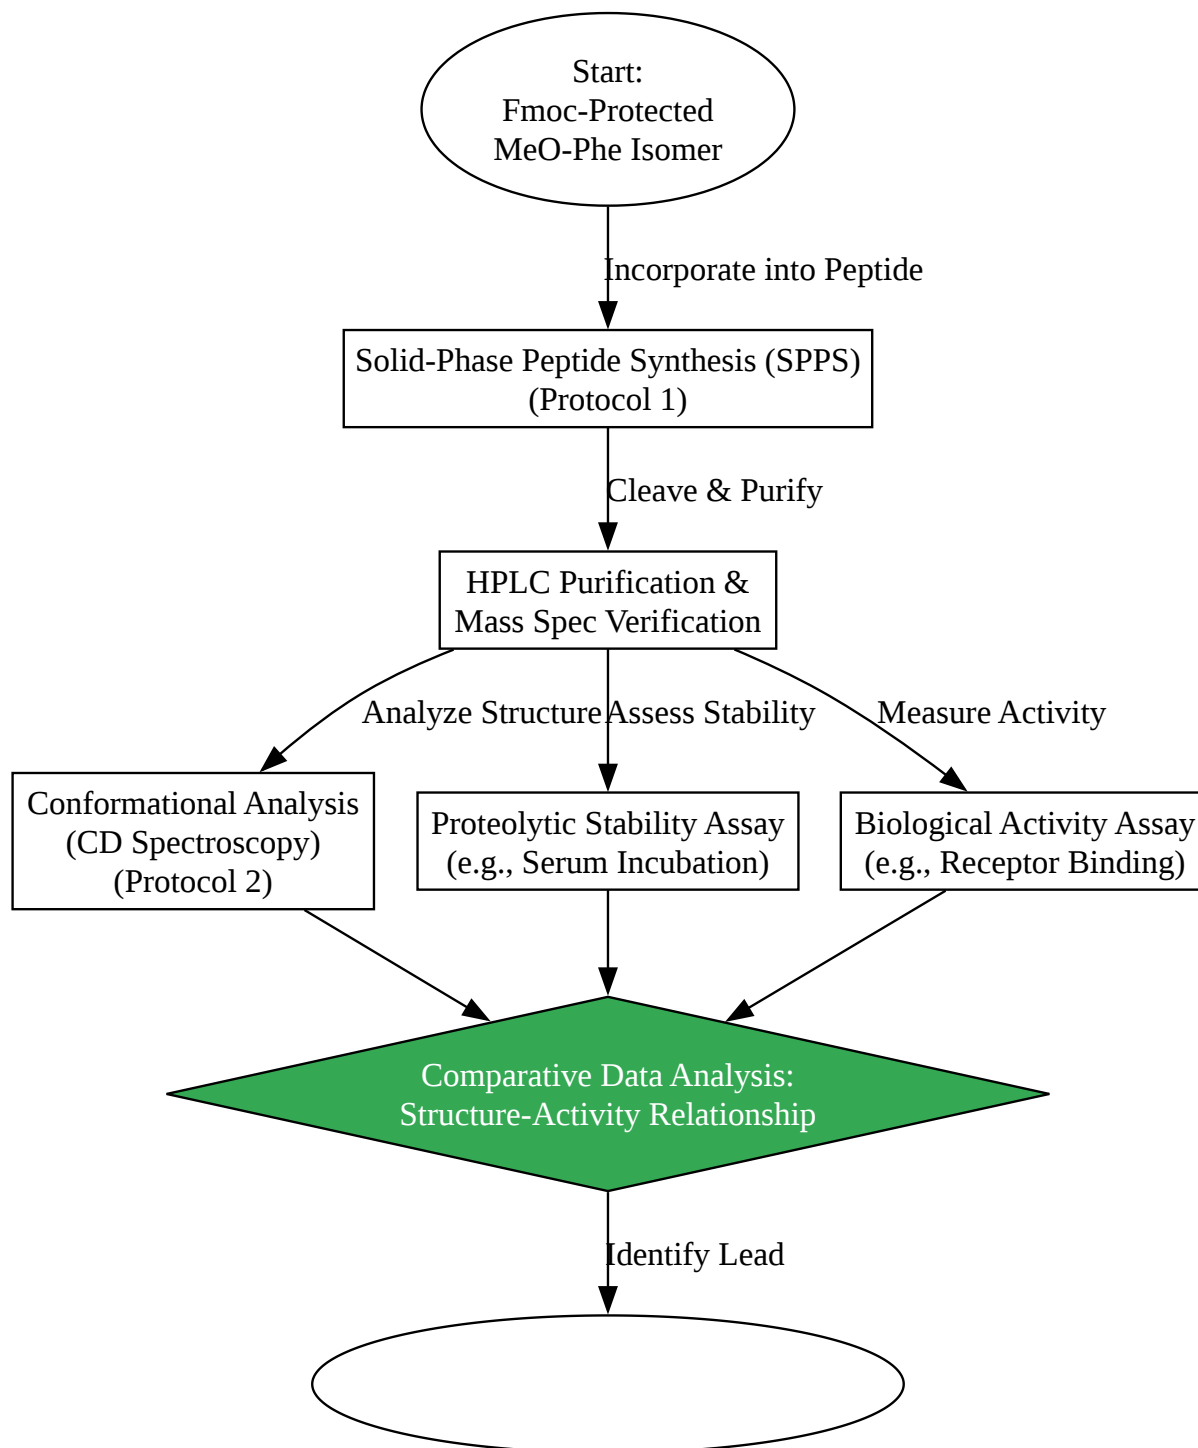 Start:
Fmoc-Protected
MeO-Phe Isomer
Incorporate into Peptide
Solid-Phase Peptide Synthesis (SPPS)
(Protocol 1)
Cleave & Purify
HPLC Purification &
Mass Spec Verification
Analyze Structure
Assess Stability
Measure Activity
Conformational Analysis
(CD Spectroscopy)
(Protocol 2)
Proteolytic Stability Assay
(e.g., Serum Incubation)
Biological Activity Assay
(e.g., Receptor Binding)
Comparative Data Analysis:
Structure-Activity Relationship
Identify Lead